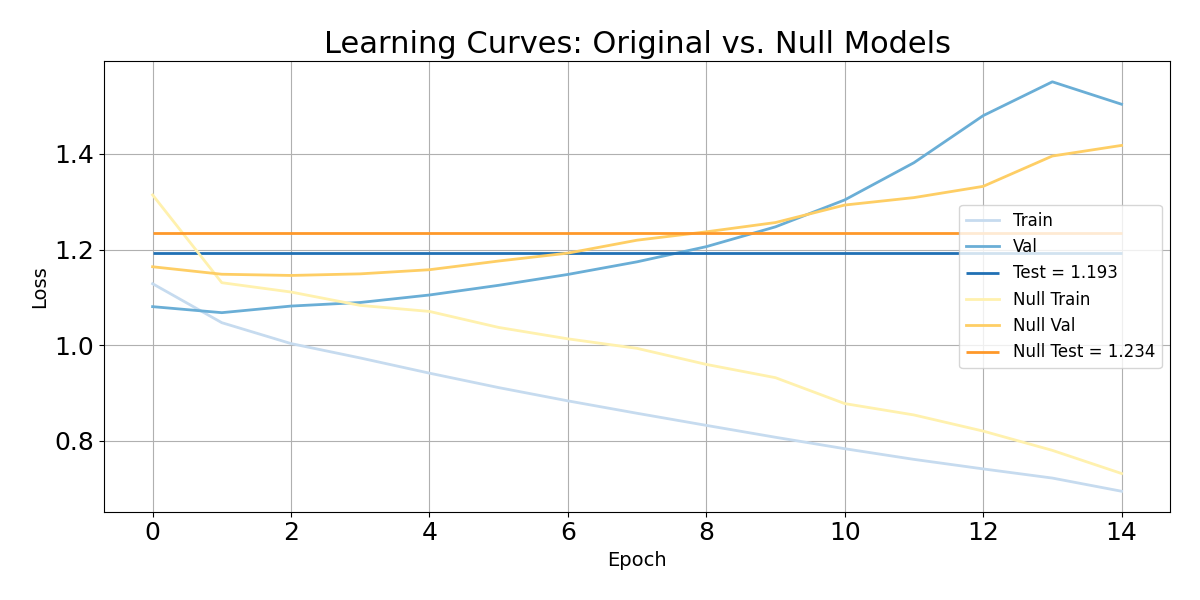 Learning Curves: Original vs. Null Models
1.4
1.2
1.0
0.8
Loss
0 2 4 6 8 10 12 14
Epoch
Train
Val
Test = 1.193
Null Train
Null Val
Null Test = 1.234